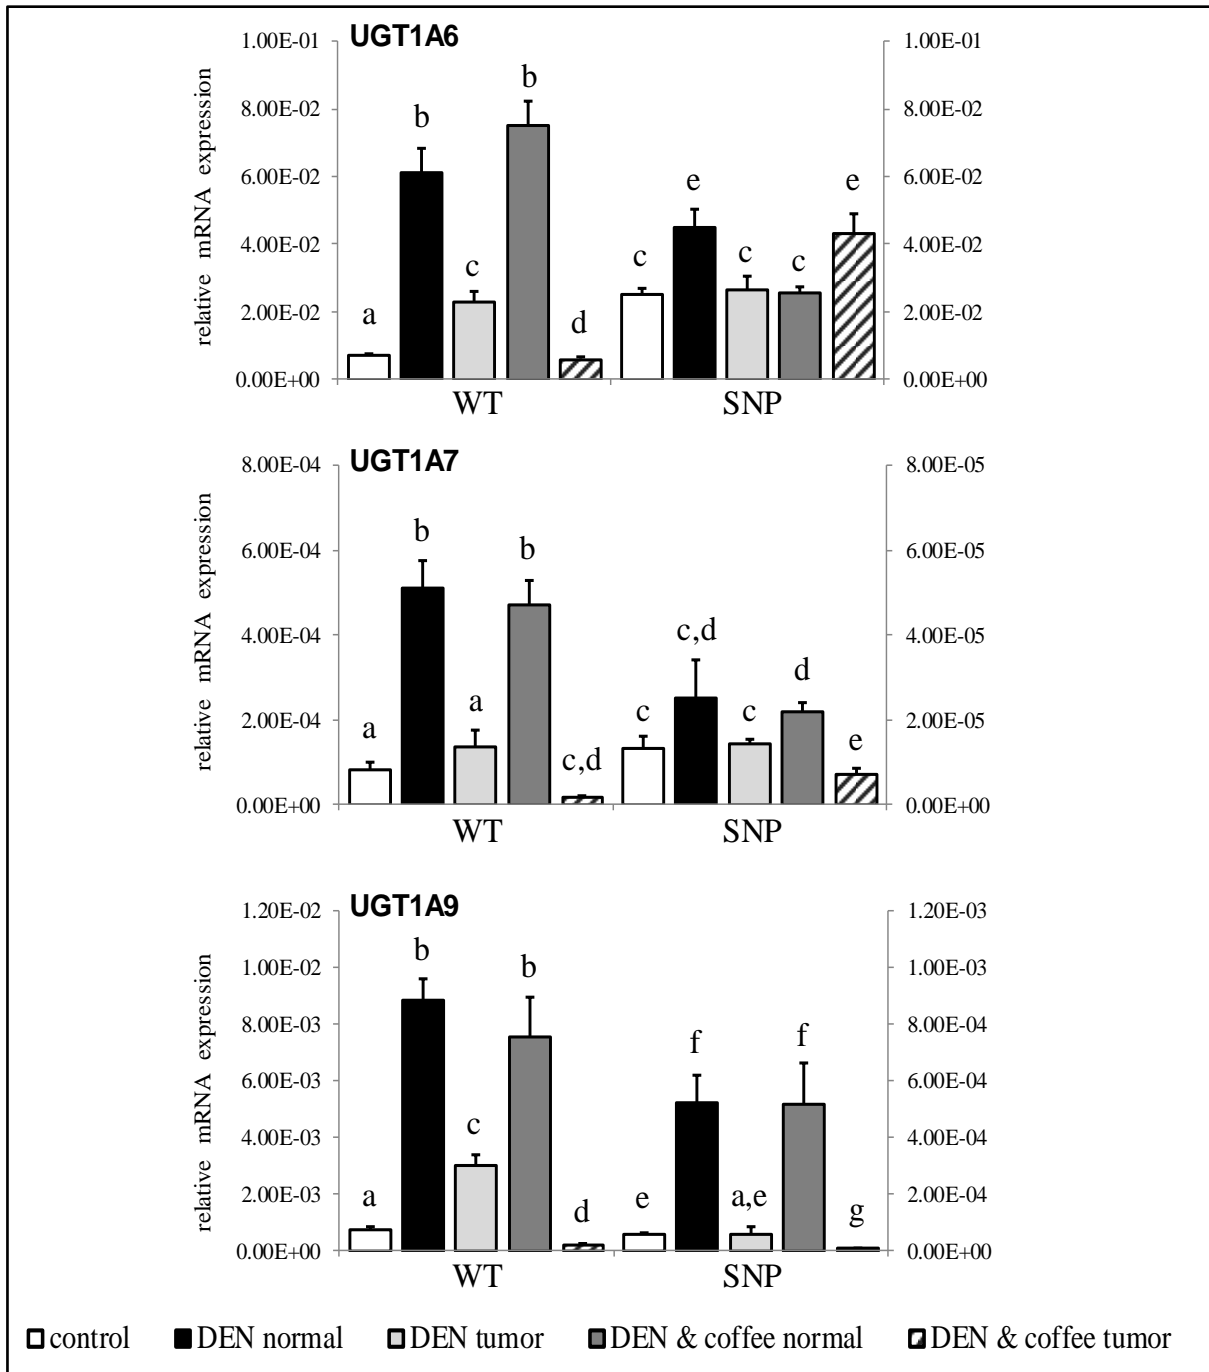 UGT1A6
relative mRNA expression
1.00E-01
8.00E-02
6.00E-02
4.00E-02
2.00E-02
0.00E+00
a
b
c
b
d
c
e
c
c
e
1.00E-01
8.00E-02
6.00E-02
4.00E-02
2.00E-02
0.00E+00
WT SNP
UGT1A7
relative mRNA expression
8.00E-04
6.00E-04
4.00E-04
2.00E-04
0.00E+00
a
b
a
b
c,d
c
c,d
c
d
e
8.00E-05
6.00E-05
4.00E-05
2.00E-05
0.00E+00
WT SNP
UGT1A9
relative mRNA expression
1.20E-02
1.00E-02
8.00E-03
6.00E-03
4.00E-03
2.00E-03
0.00E+00
a
b
c
b
d
e
f
a,e
f
g
1.20E-03
1.00E-03
8.00E-04
6.00E-04
4.00E-04
2.00E-04
0.00E+00
WT SNP
control DEN normal DEN tumor DEN & coffee normal DEN & coffee tumor